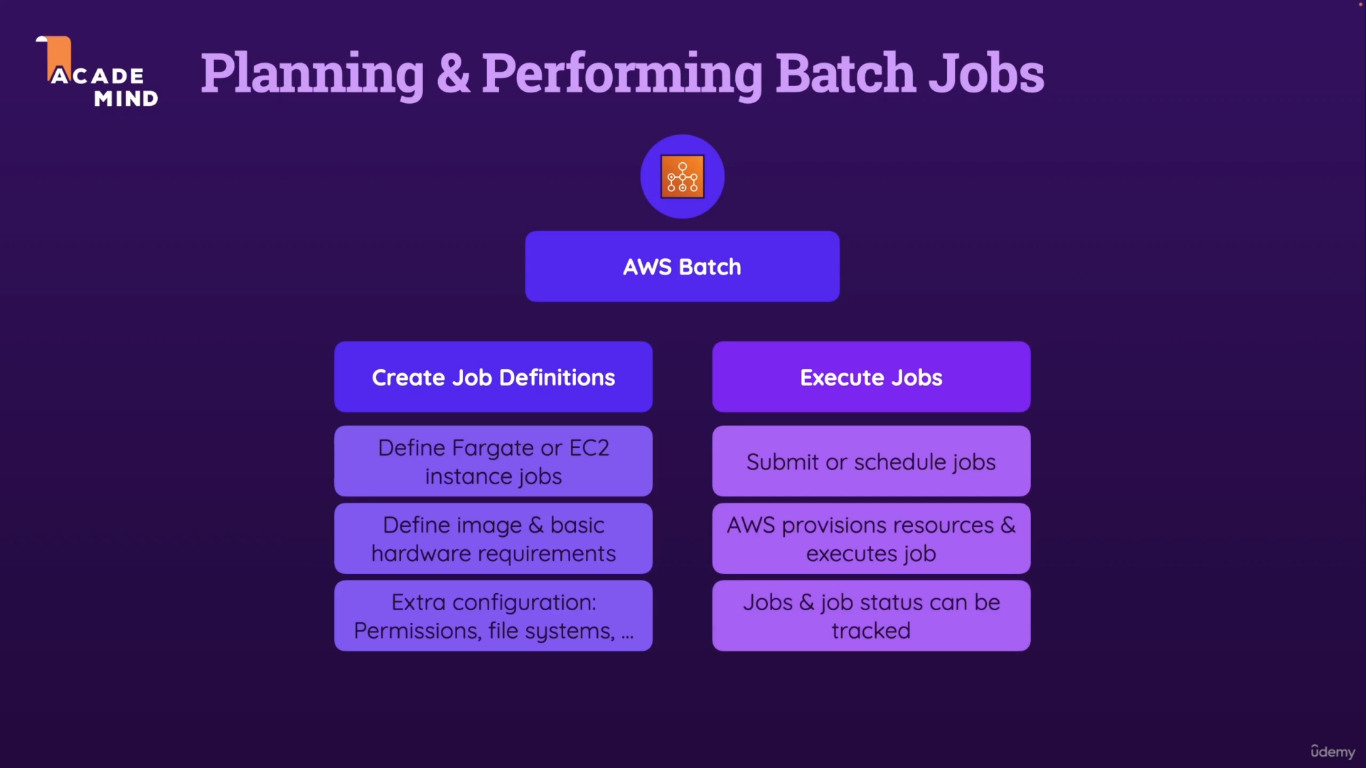 ACADE
MIND
Planning & Performing Batch Jobs
AWS Batch
Create Job Definitions
Define Fargate or EC2
instance jobs
Define image & basic
hardware requirements
Extra configuration:
Permissions, file systems, ...
Execute Jobs
Submit or schedule jobs
AWS provisions resources &
executes job
Jobs & job status can be
tracked
ûdemy